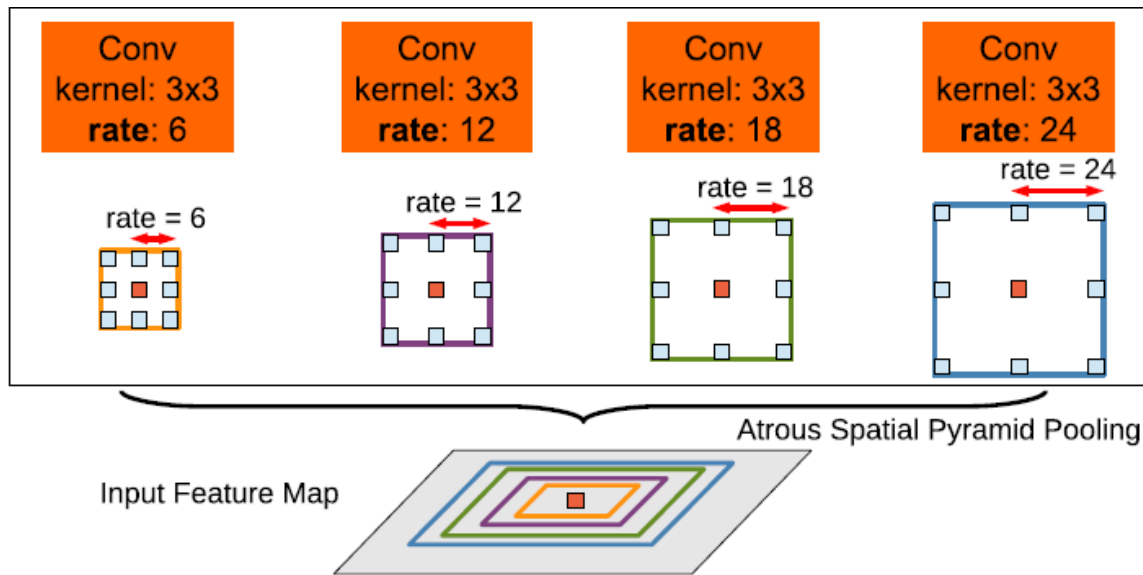 Conv
kernel: 3x3
rate: 6
Conv
kernel: 3x3
rate: 12
Conv
kernel: 3x3
rate: 18
Conv
kernel: 3x3
rate: 24
rate = 6
rate = 12
rate = 18
rate = 24
Atrous Spatial Pyramid Pooling
Input Feature Map